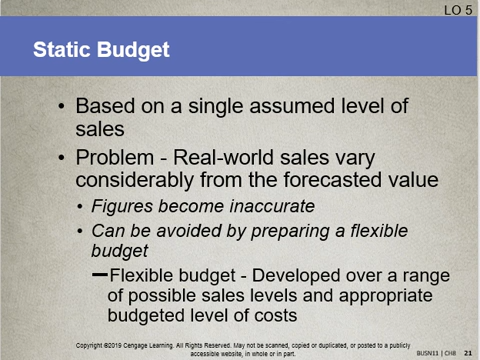 LO 5
Static Budget
• Based on a single assumed level of
sales
• Problem - Real-world sales vary
considerably from the forecasted value
• Figures become inaccurate
• Can be avoided by preparing a flexible
budget
–Flexible budget - Developed over a range
of possible sales levels and appropriate
budgeted level of costs
Copyright ©2019 Cengage Learning. All Rights Reserved. May not be scanned, copied or duplicated, or posted to a publicly
accessible website, in whole or in part.
BUSN11 | CH8 21